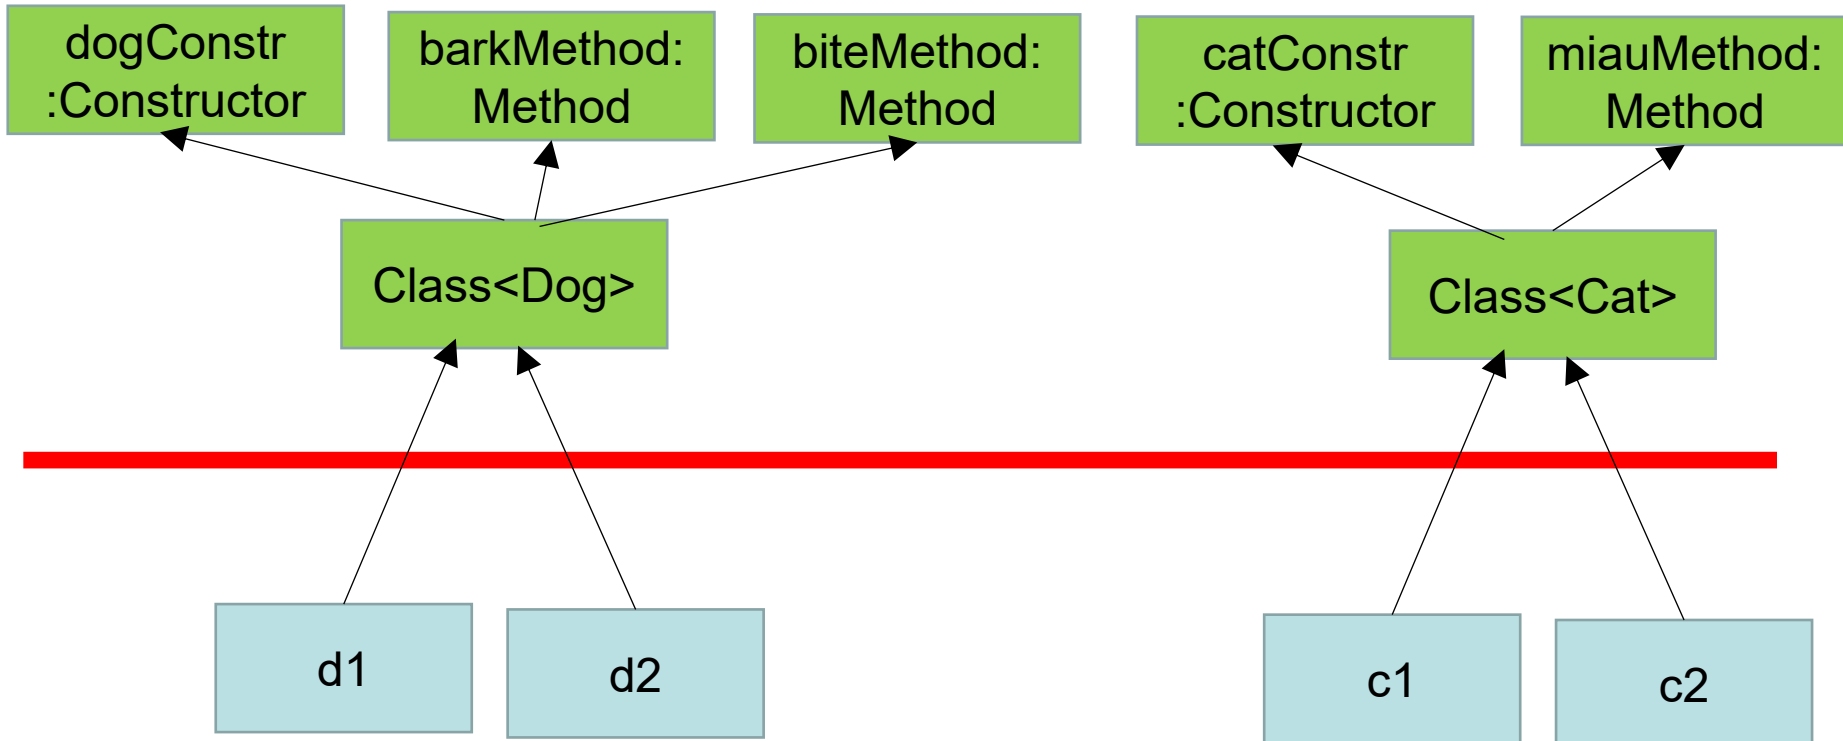 dogConstr
:Constructor
barkMethod:
Method
biteMethod:
Method
catConstr
:Constructor
miauMethod:
Method
Class<Dog>
Class<Cat>
d1
d2
c1
c2